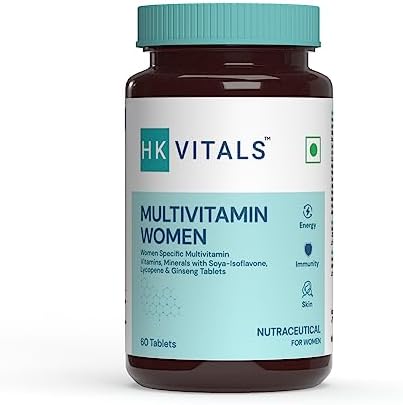 HK VITALS™
MULTIVITAMIN
WOMEN
Women Specific Multivitamin
Vitamins, Minerals with Soya-Isoflavone,
Lycopene & Ginseng Tablets
Energy
Immunity
Skin
60 Tablets
NUTRACEUTICAL
FOR WOMEN